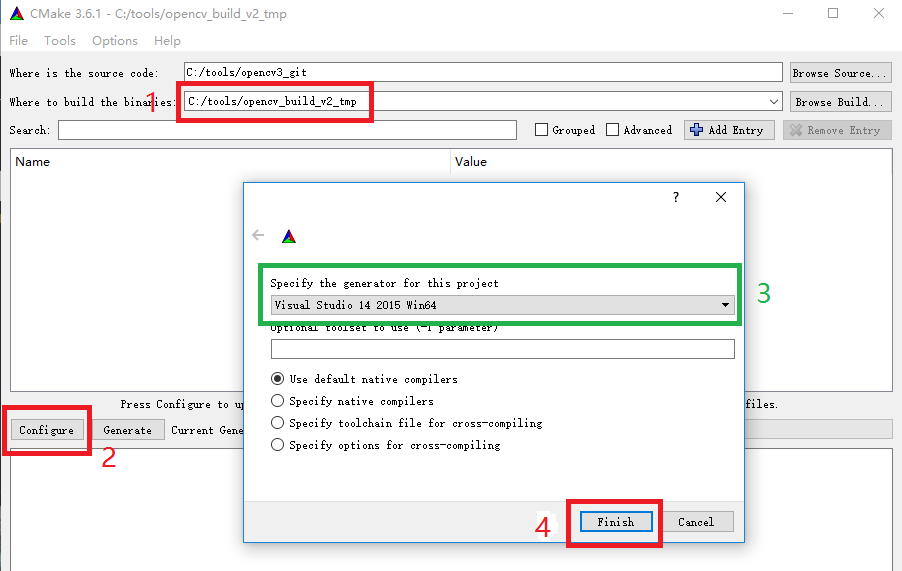 CMake 3.6.1 - C:/tools/opencv_build_v2_tmp
File Tools Options Help
Where is the source code: C:/tools/opencv3_git Browse Source...
Where to build the binaries: 1 C:/tools/opencv_build_v2_tmp Browse Build...
Search: Grouped Advanced Add Entry Remove Entry
Name Value
?
Specify the generator for this project
3
Visual Studio 14 2015 Win64
Optional toolset to use (-T parameter)
Use default native compilers
Specify native compilers
Press Configure to up files.
Specify toolchain file for cross-compiling
Configure Generate Current Gene
Specify options for cross-compiling
2
4 Finish Cancel